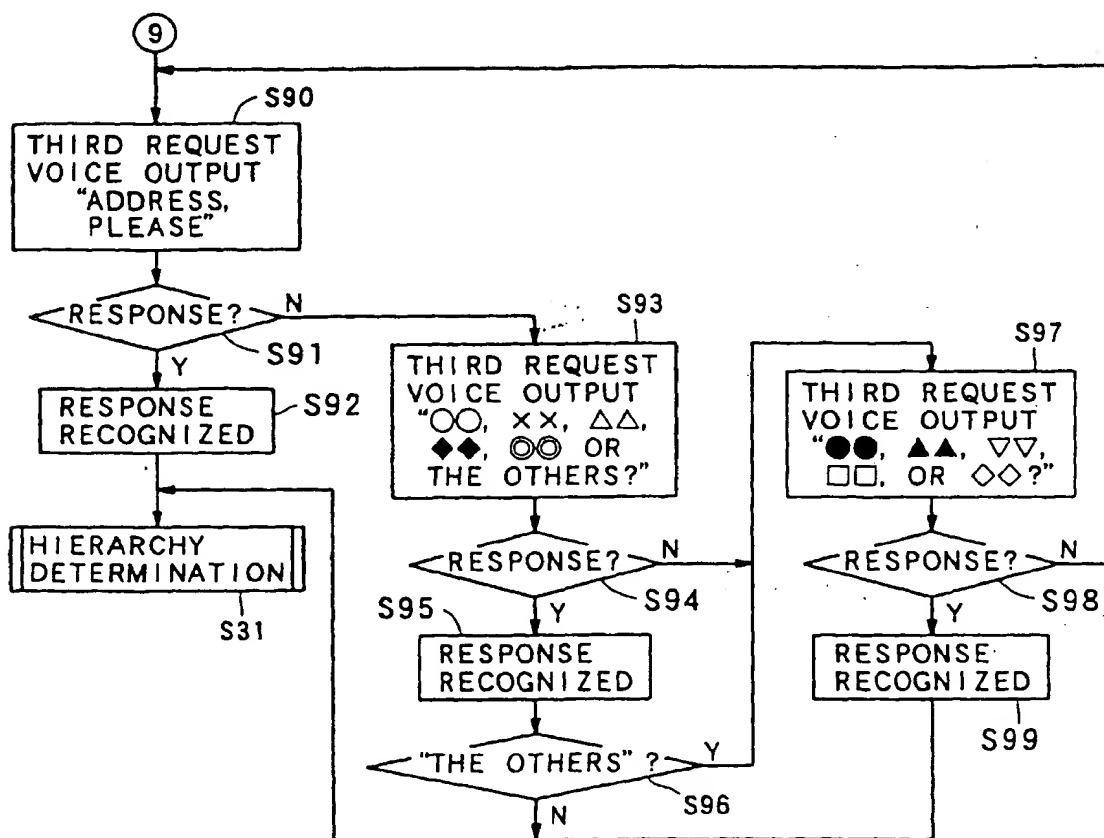 9
S90
THIRD REQUEST
VOICE OUTPUT
“ADDRESS,
PLEASE”
RESPONSE?
N
S91
Y
RESPONSE
RECOGNIZED
S92
HIERARCHY
DETERMINATION
S31
S93
THIRD REQUEST
VOICE OUTPUT
“○○, ××, △△,
◆◆, ◎◎ OR
THE OTHERS?”
RESPONSE?
N
S94
Y
S95
RESPONSE
RECOGNIZED
“THE OTHERS”?
Y
S96
N
S97
THIRD REQUEST
VOICE OUTPUT
“●●, ▲▲, ▽▽,
□□, OR ◇◇?”
RESPONSE?
N
S98
Y
RESPONSE
RECOGNIZED
S99